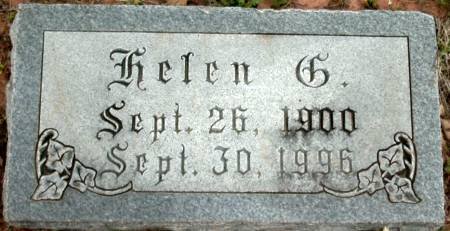 Helen G.
Sept. 26, 1900
Sept. 30, 1996